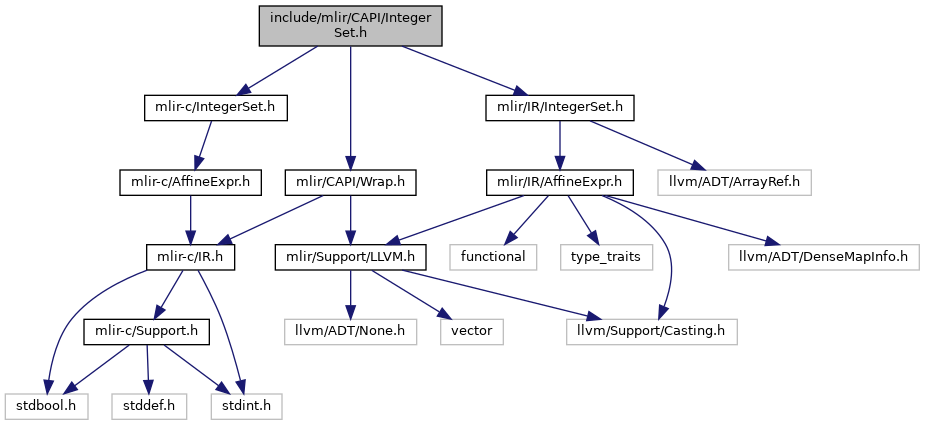 include/mlir/CAPI/Integer
Set.h
mlir-c/IntegerSet.h
mlir/IR/IntegerSet.h
mlir-c/AffineExpr.h
mlir/CAPI/Wrap.h
mlir/IR/AffineExpr.h
llvm/ADT/ArrayRef.h
mlir-c/IR.h
mlir/Support/LLVM.h
functional
type_traits
llvm/ADT/DenseMapInfo.h
mlir-c/Support.h
llvm/ADT/None.h
vector
llvm/Support/Casting.h
stdbool.h
stddef.h
stdint.h